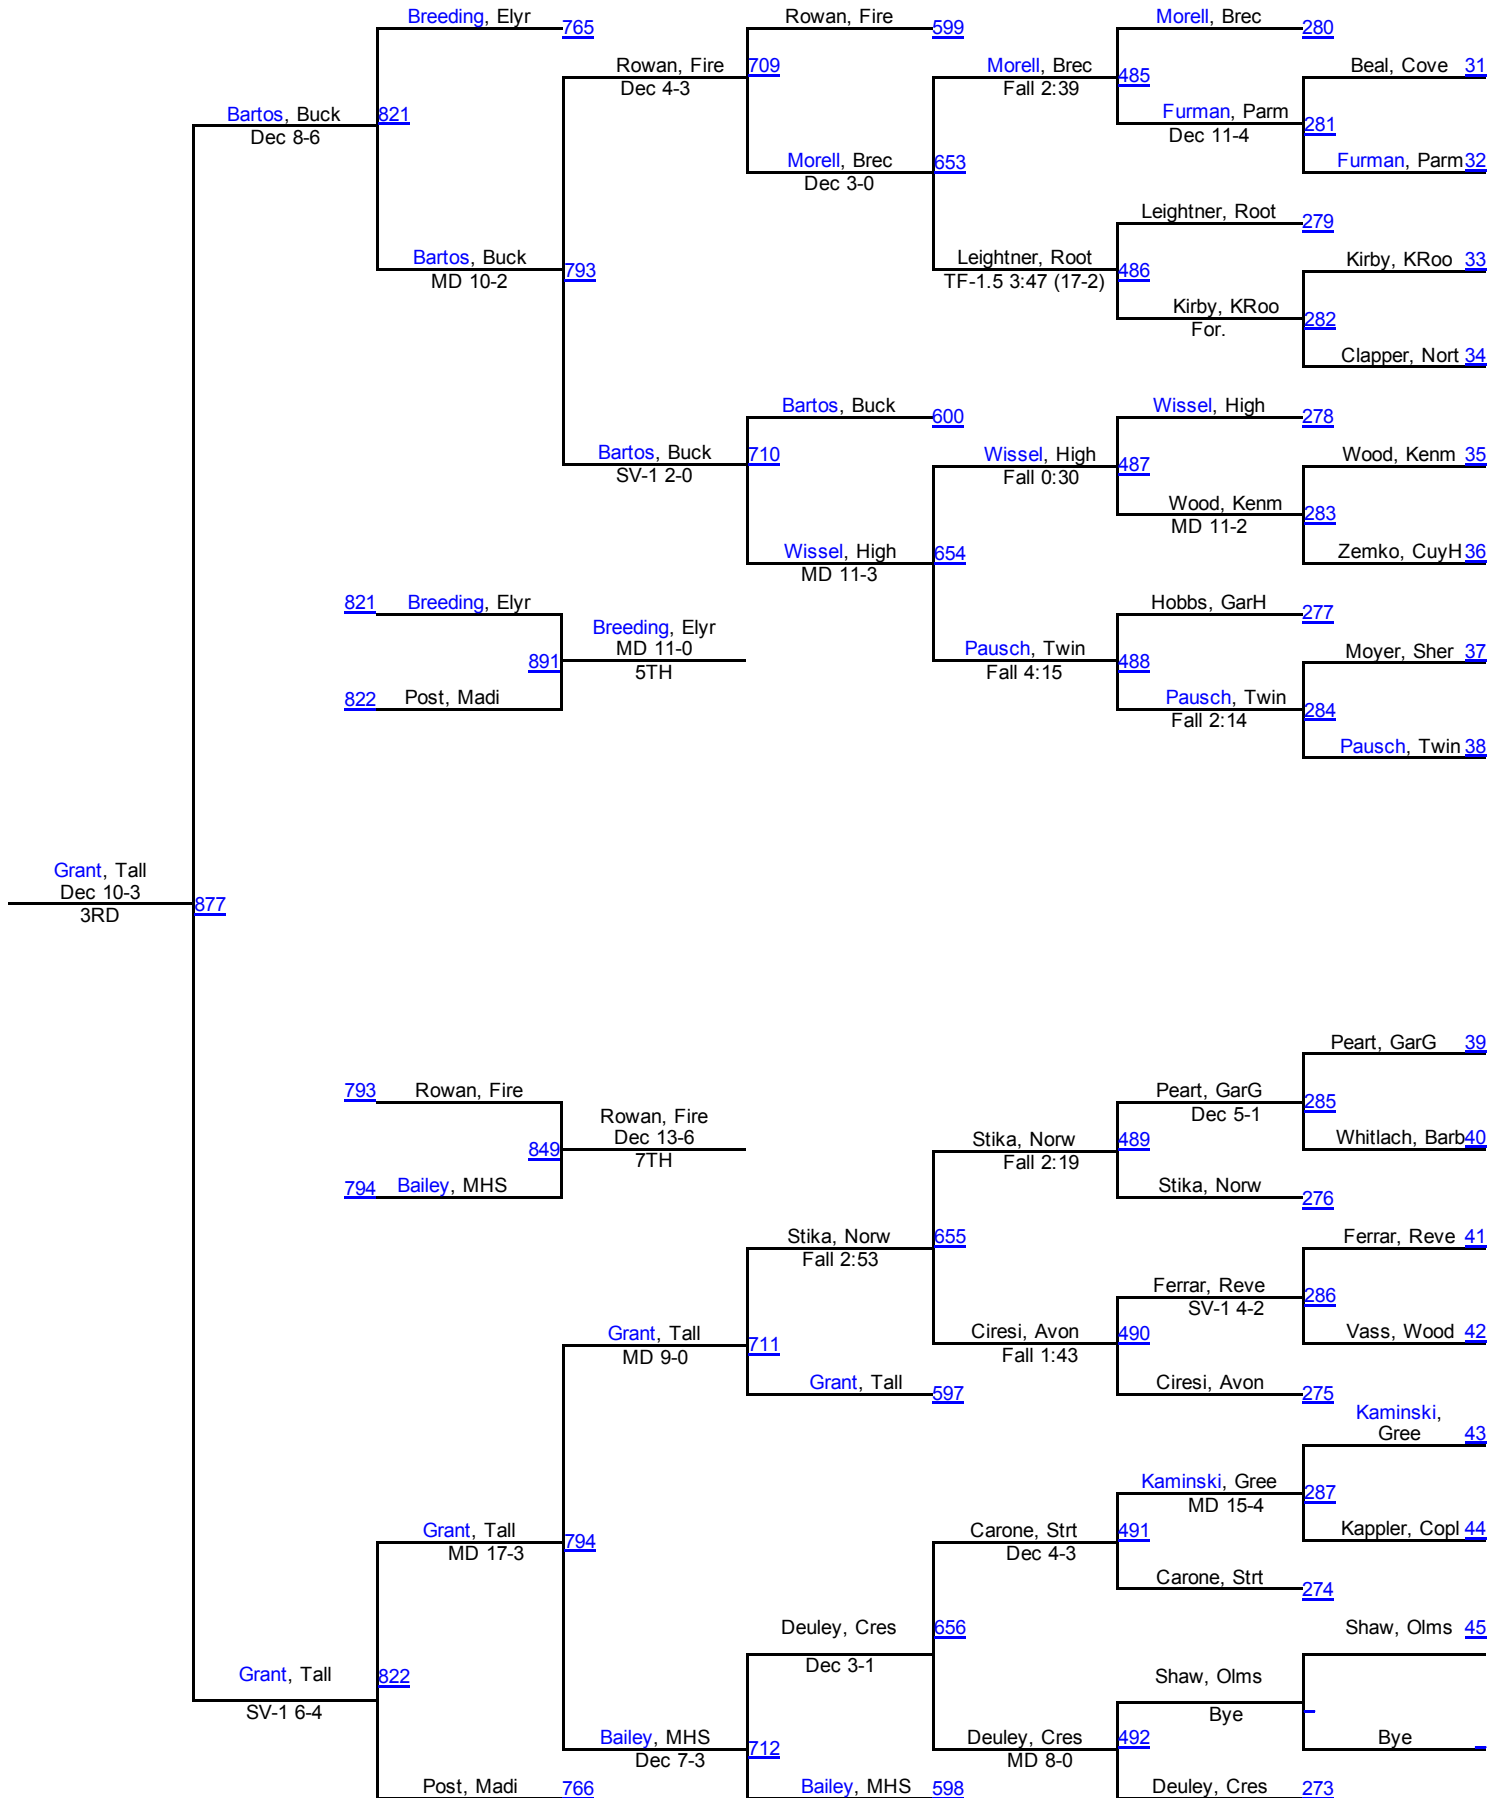 Breeding, Elyr
765
Rowan, Fire
599
Morell, Brec
280
Rowan, Fire
709
Dec 4-3
Morell, Brec
485
Fall 2:39
Beal, Cove 31
Bartos, Buck
821
Dec 8-6
Furman, Parm
281
Dec 11-4
Morell, Brec
653
Dec 3-0
Furman, Parm 32
Leightner, Root
279
Bartos, Buck
793
MD 10-2
Leightner, Root
486
TF-1.5 3:47 (17-2)
Kirby, KRoo 33
Kirby, KRoo
282
For.
Clapper, Nort 34
Bartos, Buck
600
Wissel, High
278
Bartos, Buck
710
SV-1 2-0
Wissel, High
487
Fall 0:30
Wood, Kenm 35
Wood, Kenm
283
MD 11-2
Wissel, High
654
MD 11-3
Zemko, CuyH 36
821 Breeding, Elyr
Hobbs, GarH
277
Breeding, Elyr
MD 11-0
891
5TH
Pausch, Twin
488
Fall 4:15
Moyer, Sher 37
822 Post, Madi
Pausch, Twin
284
Fall 2:14
Pausch, Twin 38
Grant, Tall
Dec 10-3
877
3RD
Peart, GarG 39
793 Rowan, Fire
Peart, GarG
285
Dec 5-1
Rowan, Fire
Dec 13-6
849
7TH
Stika, Norw
489
Fall 2:19
Whitlach, Barb 40
794 Bailey, MHS
Stika, Norw
276
Stika, Norw
655
Fall 2:53
Ferrar, Reve 41
Ferrar, Reve
286
SV-1 4-2
Grant, Tall
711
MD 9-0
Ciresi, Avon
490
Fall 1:43
Vass, Wood 42
Grant, Tall
597
Ciresi, Avon
275
Kaminski,
Gree 43
Kaminski, Gree
287
MD 15-4
Grant, Tall
794
MD 17-3
Carone, Strt
491
Dec 4-3
Kappler, Copl 44
Carone, Strt
274
Deuley, Cres
656
Dec 3-1
Shaw, Olms 45
Grant, Tall
822
SV-1 6-4
Shaw, Olms
Bye
Bailey, MHS
712
Dec 7-3
Deuley, Cres
492
MD 8-0
Bye
Post, Madi
766
Bailey, MHS
598
Deuley, Cres
273